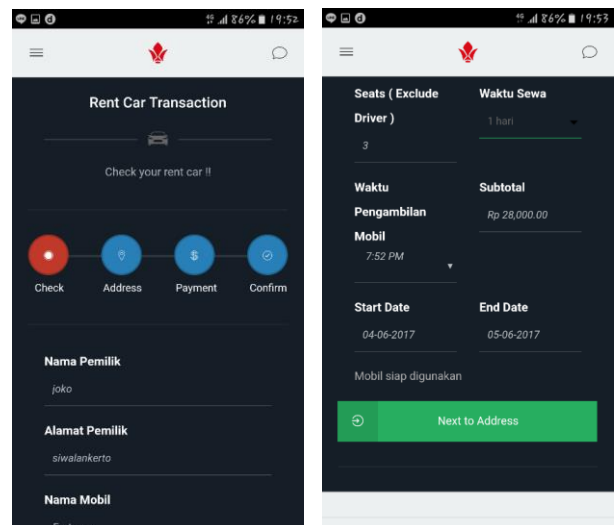 86% 19:52
Rent Car Transaction
Check your rent car !!
Check Address Payment Confirm
Nama Pemilik
joko
Alamat Pemilik
siwalankerto
Nama Mobil
86% 19:53
Seats ( Exclude
Driver )
3
Waktu Sewa
1 hari
Waktu
Pengambilan
Mobil
7:52 PM
Subtotal
Rp 28,000.00
Start Date
04-06-2017
End Date
05-06-2017
Mobil siap digunakan
Next to Address